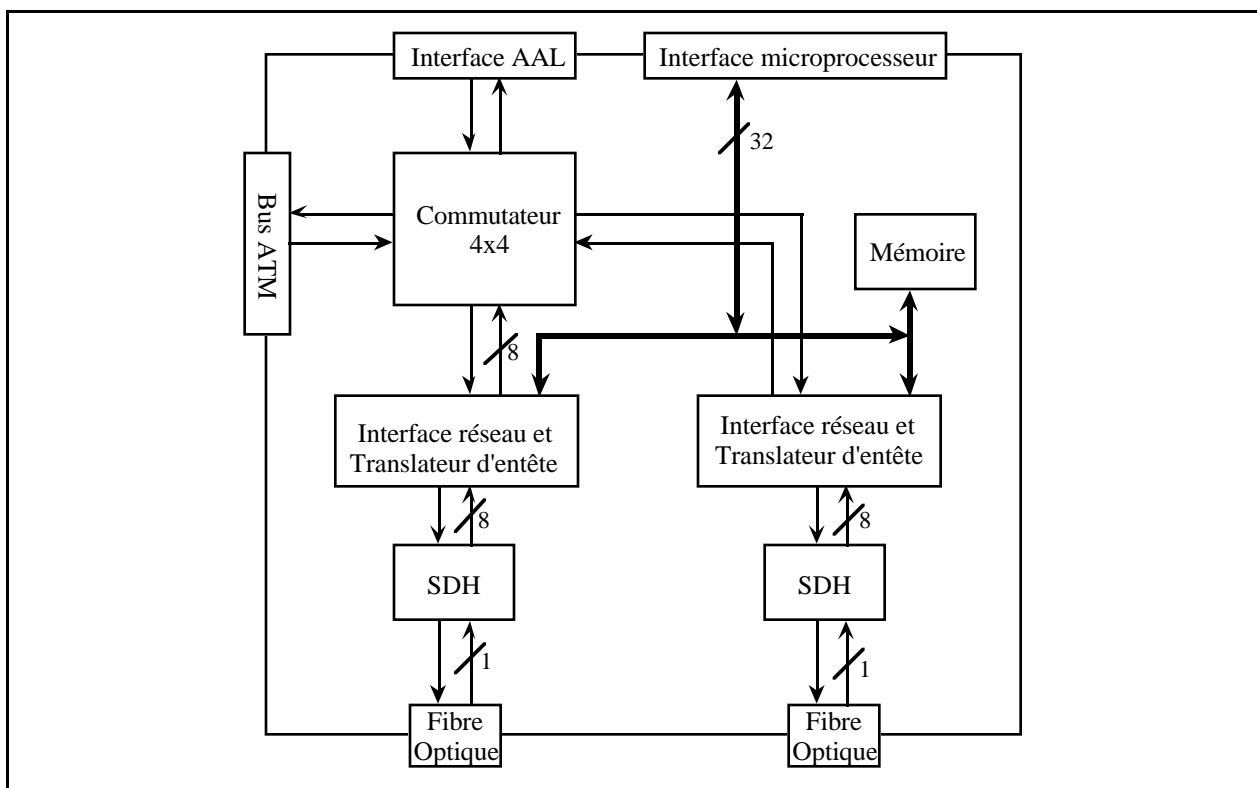 Interface AAL
Interface microprocesseur
32
Bus ATM
Commutateur
4x4
Mémoire
8
Interface réseau et
Translateur d'entête
Interface réseau et
Translateur d'entête
8
8
SDH
SDH
1
1
Fibre
Optique
Fibre
Optique